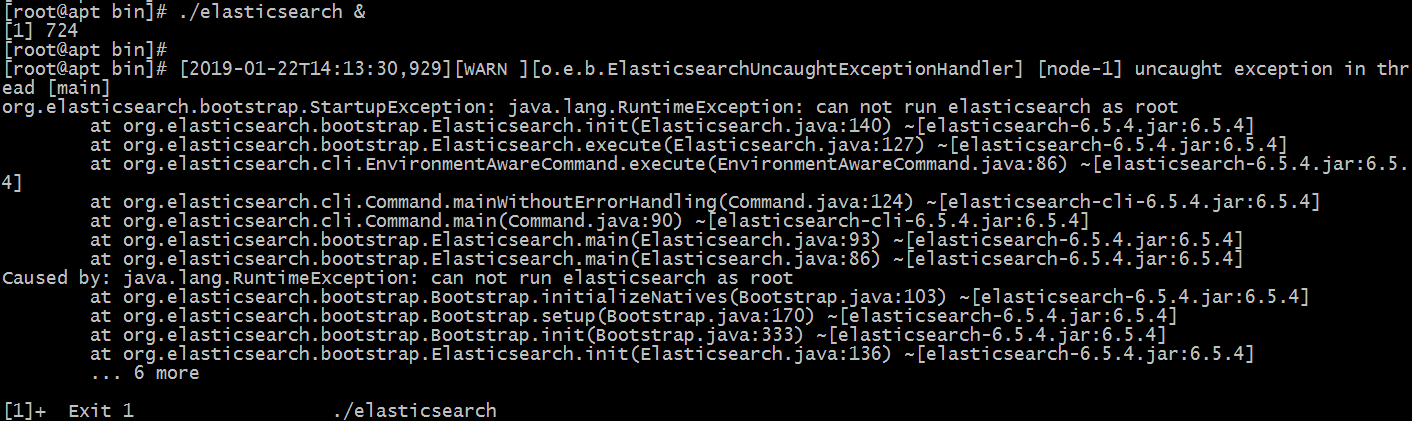 [root@apt bin]# ./elasticsearch &
[1] 724
[root@apt bin]#
[root@apt bin]# [2019-01-22T14:13:30,929][WARN ][o.e.b.ElasticsearchUncaughtExceptionHandler] [node-1] uncaught exception in thr
ead [main]
org.elasticsearch.bootstrap.StartupException: java.lang.RuntimeException: can not run elasticsearch as root
        at org.elasticsearch.bootstrap.Elasticsearch.init(Elasticsearch.java:140) ~[elasticsearch-6.5.4.jar:6.5.4]
        at org.elasticsearch.bootstrap.Elasticsearch.execute(Elasticsearch.java:127) ~[elasticsearch-6.5.4.jar:6.5.4]
        at org.elasticsearch.cli.EnvironmentAwareCommand.execute(EnvironmentAwareCommand.java:86) ~[elasticsearch-6.5.4.jar:6.5.
4]
        at org.elasticsearch.cli.Command.mainWithoutErrorHandling(Command.java:124) ~[elasticsearch-cli-6.5.4.jar:6.5.4]
        at org.elasticsearch.cli.Command.main(Command.java:90) ~[elasticsearch-cli-6.5.4.jar:6.5.4]
        at org.elasticsearch.bootstrap.Elasticsearch.main(Elasticsearch.java:93) ~[elasticsearch-6.5.4.jar:6.5.4]
        at org.elasticsearch.bootstrap.Elasticsearch.main(Elasticsearch.java:86) ~[elasticsearch-6.5.4.jar:6.5.4]
Caused by: java.lang.RuntimeException: can not run elasticsearch as root
        at org.elasticsearch.bootstrap.Bootstrap.initializeNatives(Bootstrap.java:103) ~[elasticsearch-6.5.4.jar:6.5.4]
        at org.elasticsearch.bootstrap.Bootstrap.setup(Bootstrap.java:170) ~[elasticsearch-6.5.4.jar:6.5.4]
        at org.elasticsearch.bootstrap.Bootstrap.init(Bootstrap.java:333) ~[elasticsearch-6.5.4.jar:6.5.4]
        at org.elasticsearch.bootstrap.Elasticsearch.init(Elasticsearch.java:136) ~[elasticsearch-6.5.4.jar:6.5.4]
        ... 6 more
[1]+  Exit 1                  ./elasticsearch